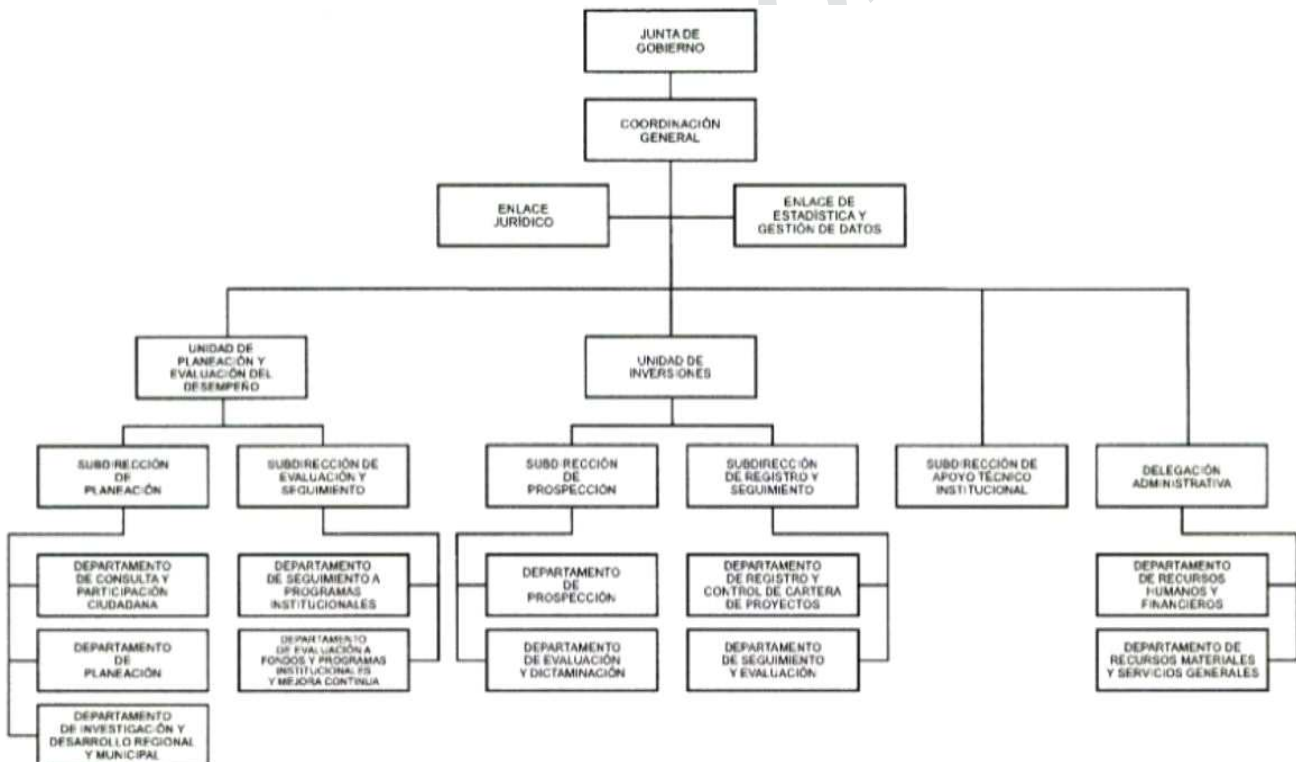 JUNTA DE
GOBIERNO
COORDINACIÓN
GENERAL
ENLACE
JURÍDICO
ENLACE DE
ESTADÍSTICA Y
GESTIÓN DE DATOS
UNIDAD DE
PLANEACIÓN Y
EVALUACIÓN DEL
DESEMPEÑO
UNIDAD DE
INVERSIONES
SUBDIRECCIÓN
DE
PLANEACIÓN
SUBDIRECCIÓN DE
EVALUACIÓN Y
SEGUIMIENTO
SUBDIRECCIÓN
DE
PROSPECCIÓN
SUBDIRECCIÓN
DE REGISTRO Y
SEGUIMIENTO
SUBDIRECCIÓN DE
APOYO TÉCNICO
INSTITUCIONAL
DELEGACIÓN
ADMINISTRATIVA
DEPARTAMENTO
DE CONSULTA Y
PARTICIPACIÓN
CIUDADANA
DEPARTAMENTO
DE SEGUIMIENTO A
PROGRAMAS
INSTITUCIONALES
DEPARTAMENTO
DE
PROSPECCIÓN
DEPARTAMENTO
DE REGISTRO Y
CONTROL DE CARTERA
DE PROYECTOS
DEPARTAMENTO
DE RECURSOS
HUMANOS Y
FINANCIEROS
DEPARTAMENTO
DE
PLANEACIÓN
DEPARTAMENTO
DE EVALUACIÓN A
FONDOS Y PROGRAMAS
INSTITUCIONALES
Y MEJORA CONTINUA
DEPARTAMENTO
DE EVALUACIÓN
Y DICTAMINACIÓN
DEPARTAMENTO
DE SEGUIMIENTO
Y EVALUACIÓN
DEPARTAMENTO DE
RECURSOS MATERIALES
Y SERVICIOS GENERALES
DEPARTAMENTO
DE INVESTIGACIÓN Y
DESARROLLO REGIONAL
Y MUNICIPAL